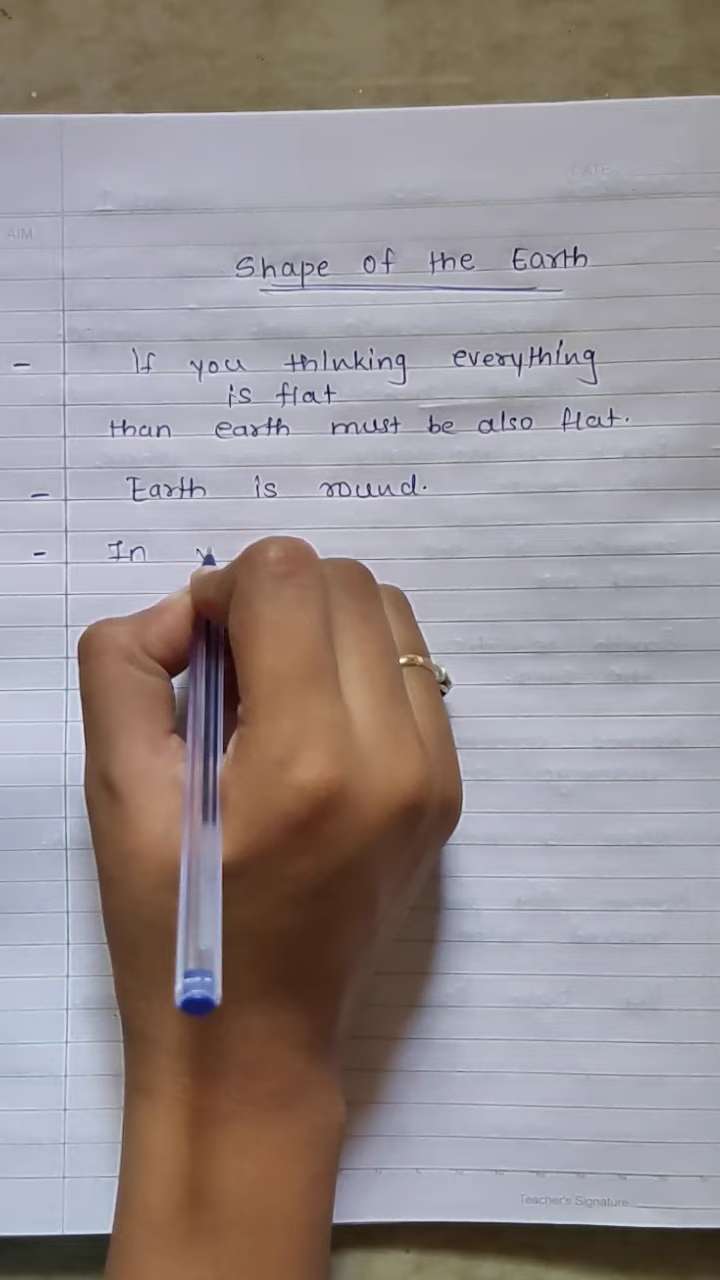 DATE
AIM
Shape of the Earth
- If you thinking everything
is flat
than earth must be also flat.
- Earth is round.
- In
Teacher's Signature